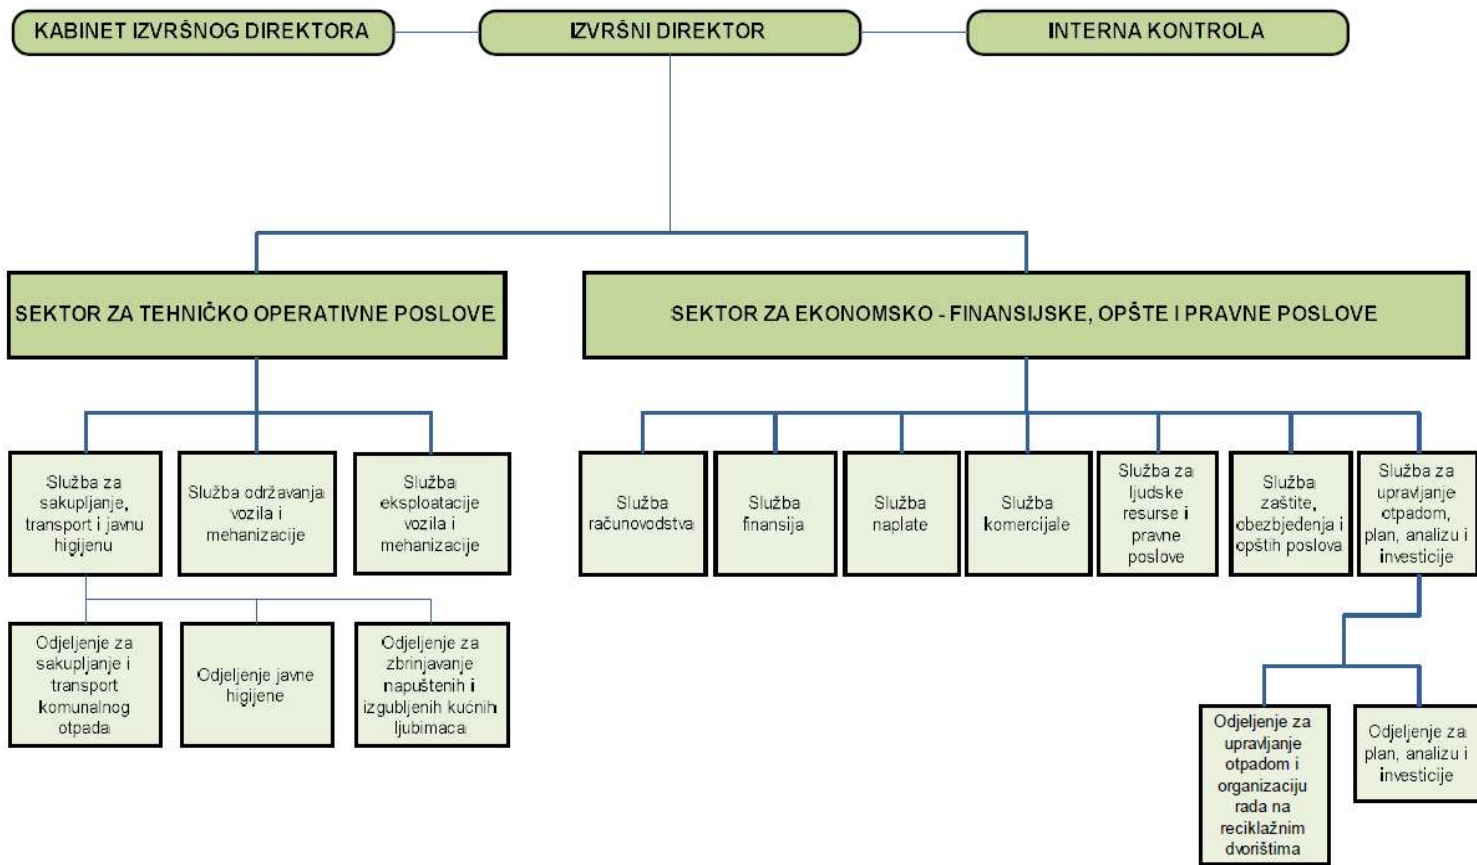 KABINET IZVRŠNOG DIREKTORA
IZVRŠNI DIREKTOR
INTERNA KONTROLA
SEKTOR ZA TEHNIČKO OPERATIVNE POSLOVE
SEKTOR ZA EKONOMSKO - FINANSIJSKE, OPŠTE I PRAVNE POSLOVE
Služba za
sakupljanje,
transport i javnu
higijenu
Služba održavanja
vozila i
mehanizacije
Služba
eksploatacije
vozila i
mehanizacije
Služba
računovodstva
Služba
finansija
Služba
naplate
Služba
komercijale
Služba za
ljudske
resurse i
pravne
poslove
Služba
zaštite,
obezbjeđenja i
opštih poslova
Služba za
upravljanje
otpadom,
plan, analizu i
investicije
Odjeljenje za
sakupljanje i
transport
komunalnog
otpada
Odjeljenje javne
higijene
Odjeljenje za
zbrinjavanje
napuštenih i
izgubljenih kućnih
ljubimaca
Odjeljenje za
upravljanje
otpadom i
organizaciju
rada na
reciklažnim
dvorištima
Odjeljenje za
plan, analizu i
investicije